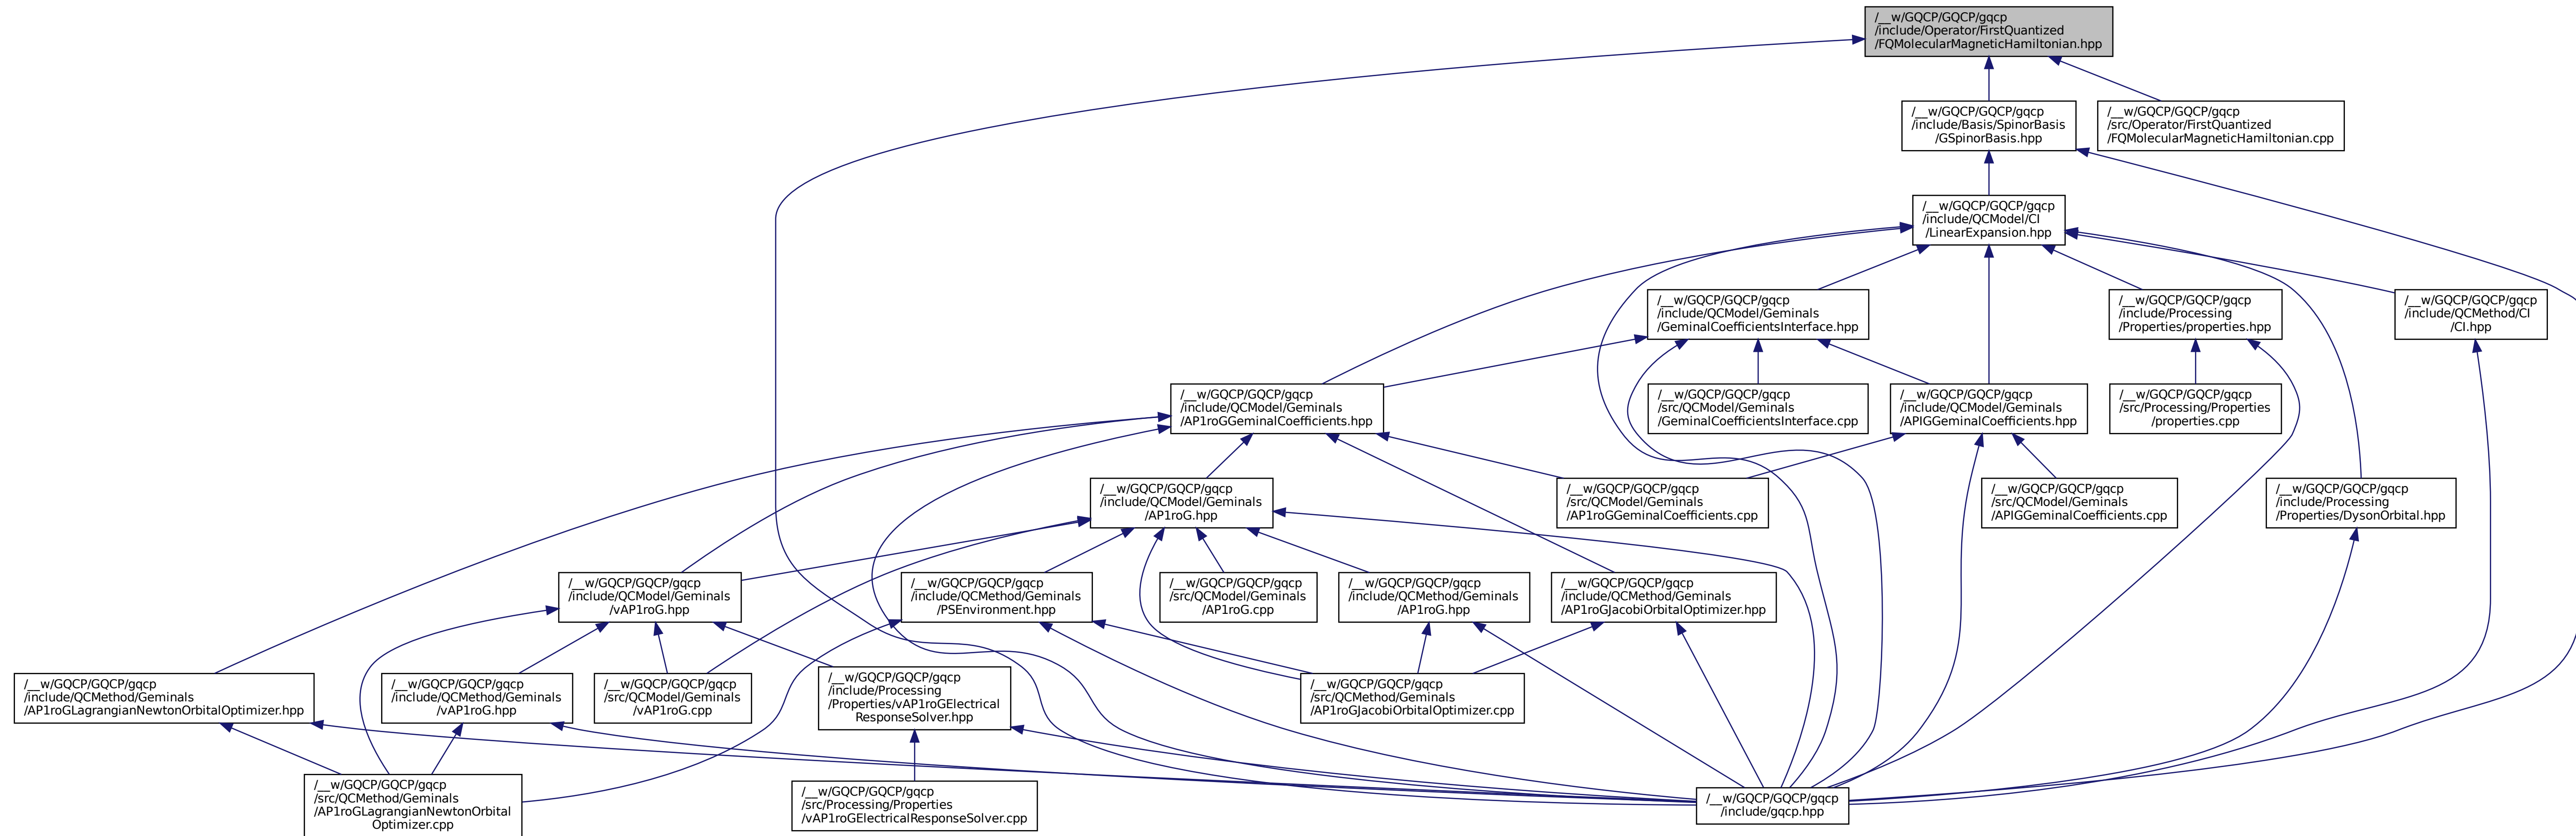 /__w/GQCP/GQCP/gqcp
/include/Operator/FirstQuantized
/FQMolecularMagneticHamiltonian.hpp
/__w/GQCP/GQCP/gqcp
/include/Basis/SpinorBasis
/GSpinorBasis.hpp
/__w/GQCP/GQCP/gqcp
/src/Operator/FirstQuantized
/FQMolecularMagneticHamiltonian.cpp
/__w/GQCP/GQCP/gqcp
/include/QCModel/CI
/LinearExpansion.hpp
/__w/GQCP/GQCP/gqcp
/include/QCModel/Geminals
/GeminalCoefficientsInterface.hpp
/__w/GQCP/GQCP/gqcp
/include/Processing
/Properties/properties.hpp
/__w/GQCP/GQCP/gqcp
/include/QCMethod/CI
/CI.hpp
/__w/GQCP/GQCP/gqcp
/include/QCModel/Geminals
/AP1roGGeminalCoefficients.hpp
/__w/GQCP/GQCP/gqcp
/src/QCModel/Geminals
/GeminalCoefficientsInterface.cpp
/__w/GQCP/GQCP/gqcp
/include/QCModel/Geminals
/APIGGeminalCoefficients.hpp
/__w/GQCP/GQCP/gqcp
/src/Processing/Properties
/properties.cpp
/__w/GQCP/GQCP/gqcp
/include/QCModel/Geminals
/AP1roG.hpp
/__w/GQCP/GQCP/gqcp
/src/QCModel/Geminals
/AP1roGGeminalCoefficients.cpp
/__w/GQCP/GQCP/gqcp
/src/QCModel/Geminals
/APIGGeminalCoefficients.cpp
/__w/GQCP/GQCP/gqcp
/include/Processing
/Properties/DysonOrbital.hpp
/__w/GQCP/GQCP/gqcp
/include/QCModel/Geminals
/vAP1roG.hpp
/__w/GQCP/GQCP/gqcp
/include/QCMethod/Geminals
/PSEnvironment.hpp
/__w/GQCP/GQCP/gqcp
/src/QCModel/Geminals
/AP1roG.cpp
/__w/GQCP/GQCP/gqcp
/include/QCMethod/Geminals
/AP1roG.hpp
/__w/GQCP/GQCP/gqcp
/include/QCMethod/Geminals
/AP1roGJacobiOrbitalOptimizer.hpp
/__w/GQCP/GQCP/gqcp
/include/QCMethod/Geminals
/AP1roGLagrangianNewtonOrbitalOptimizer.hpp
/__w/GQCP/GQCP/gqcp
/include/QCMethod/Geminals
/vAP1roG.hpp
/__w/GQCP/GQCP/gqcp
/src/QCModel/Geminals
/vAP1roG.cpp
/__w/GQCP/GQCP/gqcp
/include/Processing
/Properties/vAP1roGElectrical
ResponseSolver.hpp
/__w/GQCP/GQCP/gqcp
/src/QCMethod/Geminals
/AP1roGJacobiOrbitalOptimizer.cpp
/__w/GQCP/GQCP/gqcp
/src/QCMethod/Geminals
/AP1roGLagrangianNewtonOrbital
Optimizer.cpp
/__w/GQCP/GQCP/gqcp
/src/Processing/Properties
/vAP1roGElectricalResponseSolver.cpp
/__w/GQCP/GQCP/gqcp
/include/gqcp.hpp